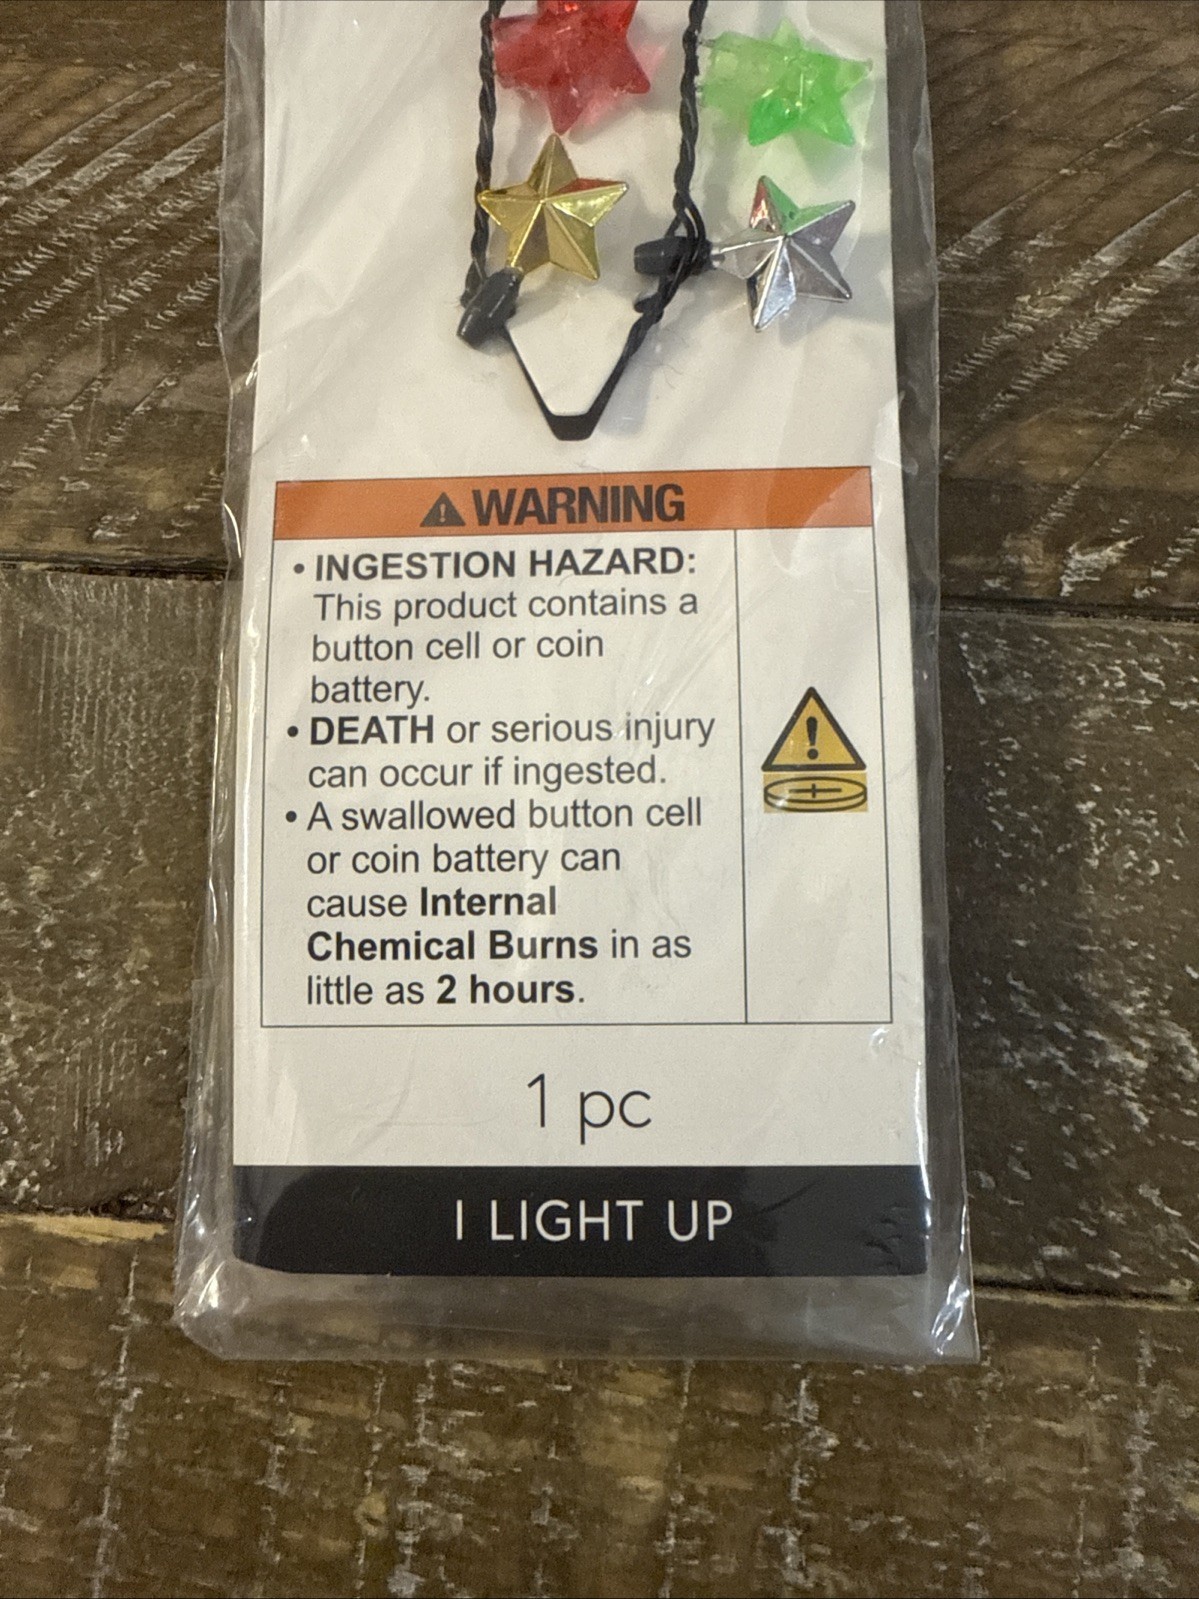 WARNING
• INGESTION HAZARD:
This product contains a
button cell or coin
battery.
• DEATH or serious injury
can occur if ingested.
• A swallowed button cell
or coin battery can
cause Internal
Chemical Burns in as
little as 2 hours.
1 pc
I LIGHT UP